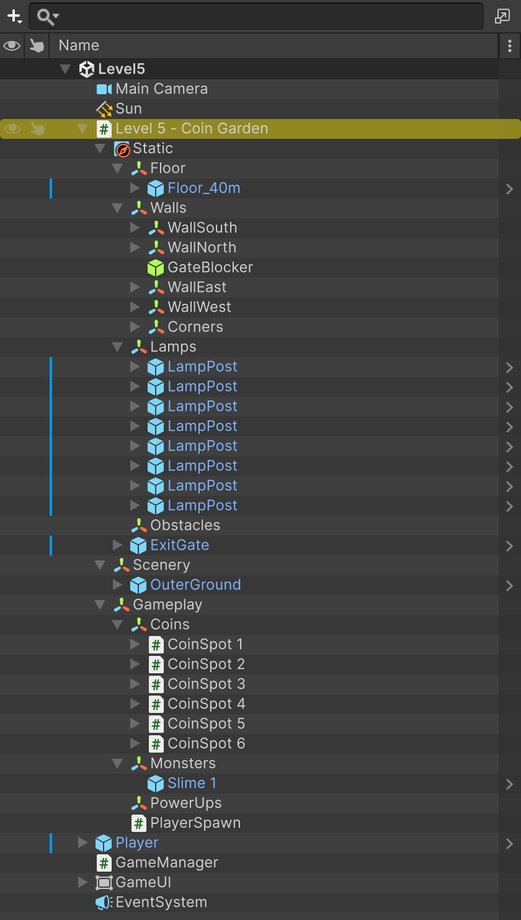 Name
Level5
Main Camera
Sun
Level 5 - Coin Garden
Static
Floor
Floor_40m
Walls
WallSouth
WallNorth
GateBlocker
WallEast
WallWest
Corners
Lamps
LampPost
LampPost
LampPost
LampPost
LampPost
LampPost
LampPost
LampPost
Obstacles
ExitGate
Scenery
OuterGround
Gameplay
Coins
CoinSpot 1
CoinSpot 2
CoinSpot 3
CoinSpot 4
CoinSpot 5
CoinSpot 6
Monsters
Slime 1
PowerUps
PlayerSpawn
Player
GameManager
GameUI
EventSystem